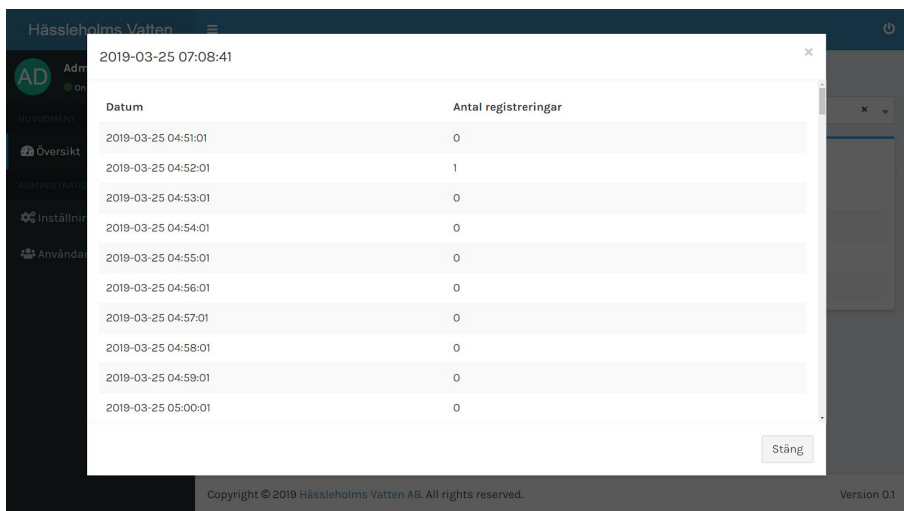 Hässleholms Vatten
AD
Adm
On
HUVUDMENY
Översikt
ADMINISTRATIO
Inställnin
Användar
2019-03-25 07:08:41
×
Datum Antal registreringar
2019-03-25 04:51:01 0
2019-03-25 04:52:01 1
2019-03-25 04:53:01 0
2019-03-25 04:54:01 0
2019-03-25 04:55:01 0
2019-03-25 04:56:01 0
2019-03-25 04:57:01 0
2019-03-25 04:58:01 0
2019-03-25 04:59:01 0
2019-03-25 05:00:01 0
Stäng
Copyright © 2019 Hässleholms Vatten AB. All rights reserved. Version 0.1